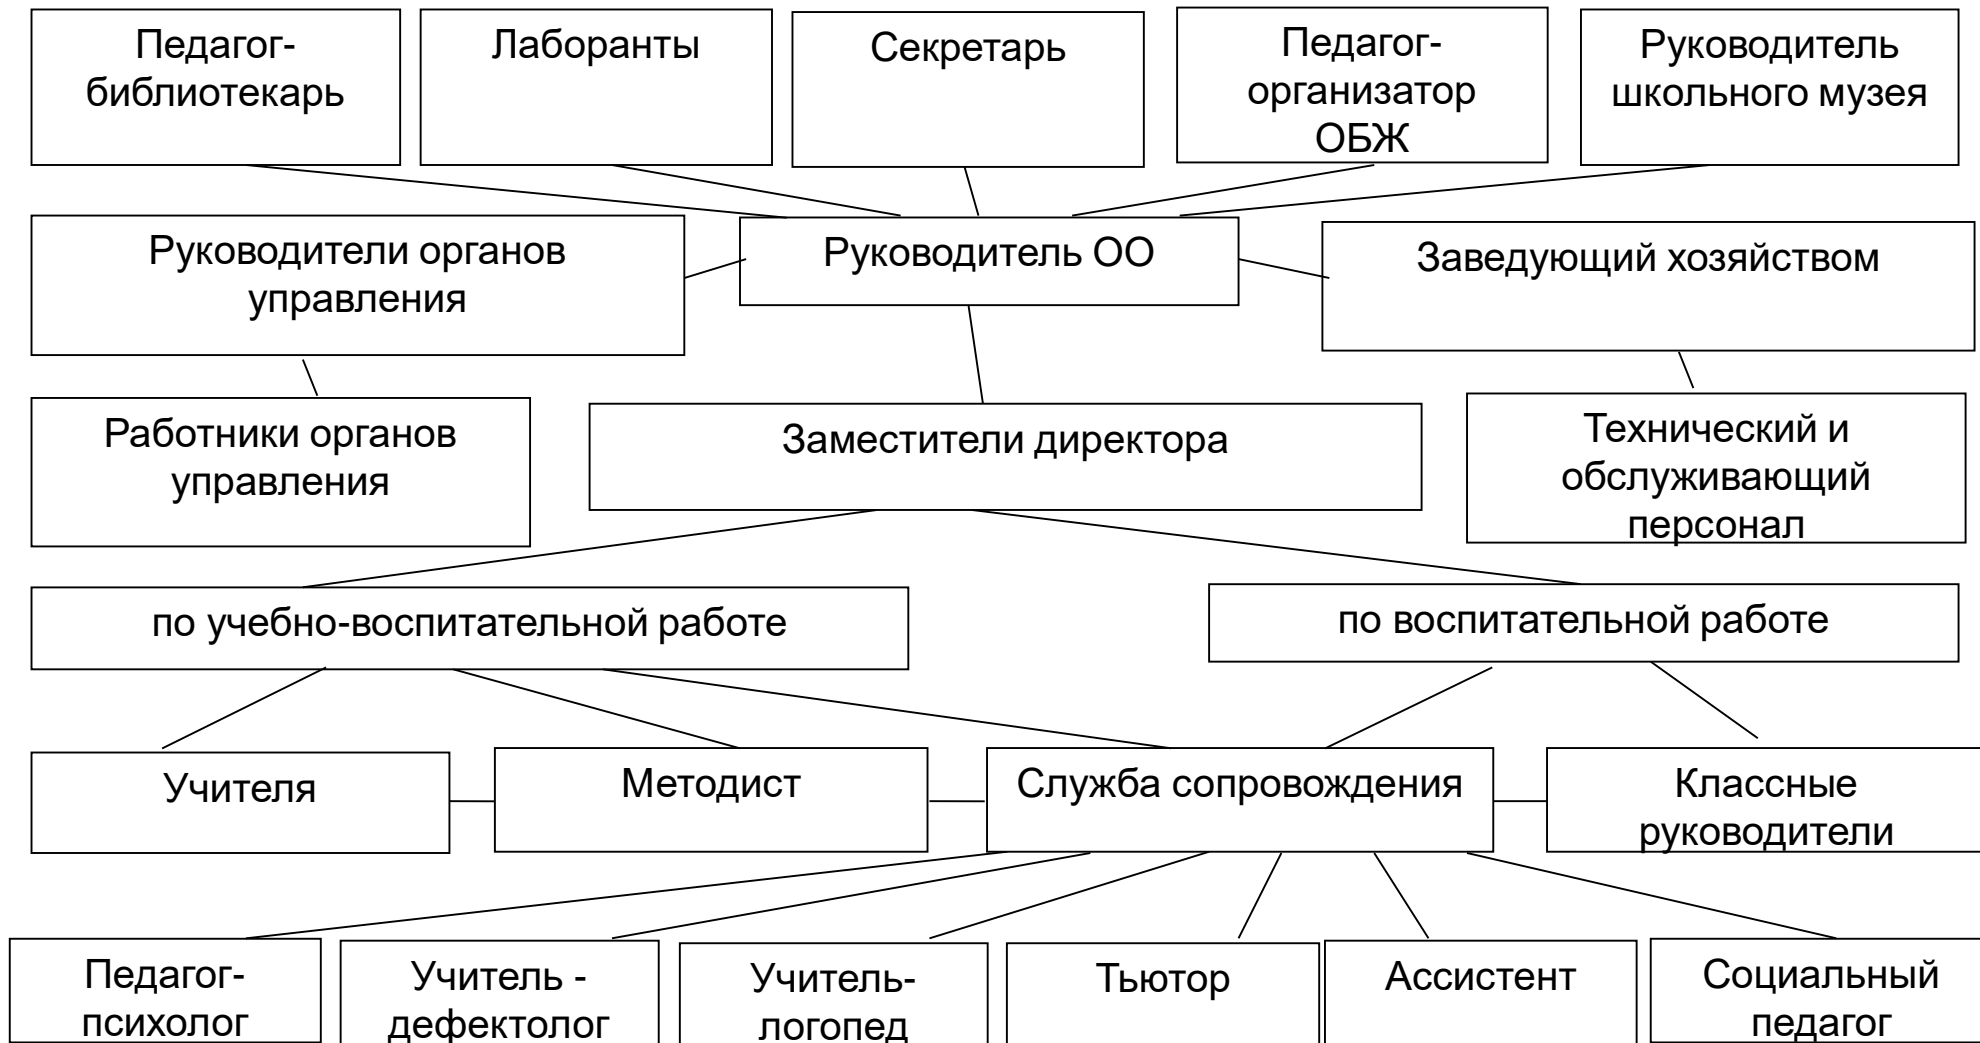 Педагог-
библиотекарь
Лаборанты
Секретарь
Педагог-
организатор
ОБЖ
Руководитель
школьного музея
Руководители органов
управления
Руководитель ОО
Заведующий хозяйством
Работники органов
управления
Заместители директора
Технический и
обслуживающий
персонал
по учебно-воспитательной работе
по воспитательной работе
Учителя
Методист
Служба сопровождения
Классные
руководители
Педагог-
психолог
Учитель -
дефектолог
Учитель-
логопед
Тьютор
Ассистент
Социальный
педагог